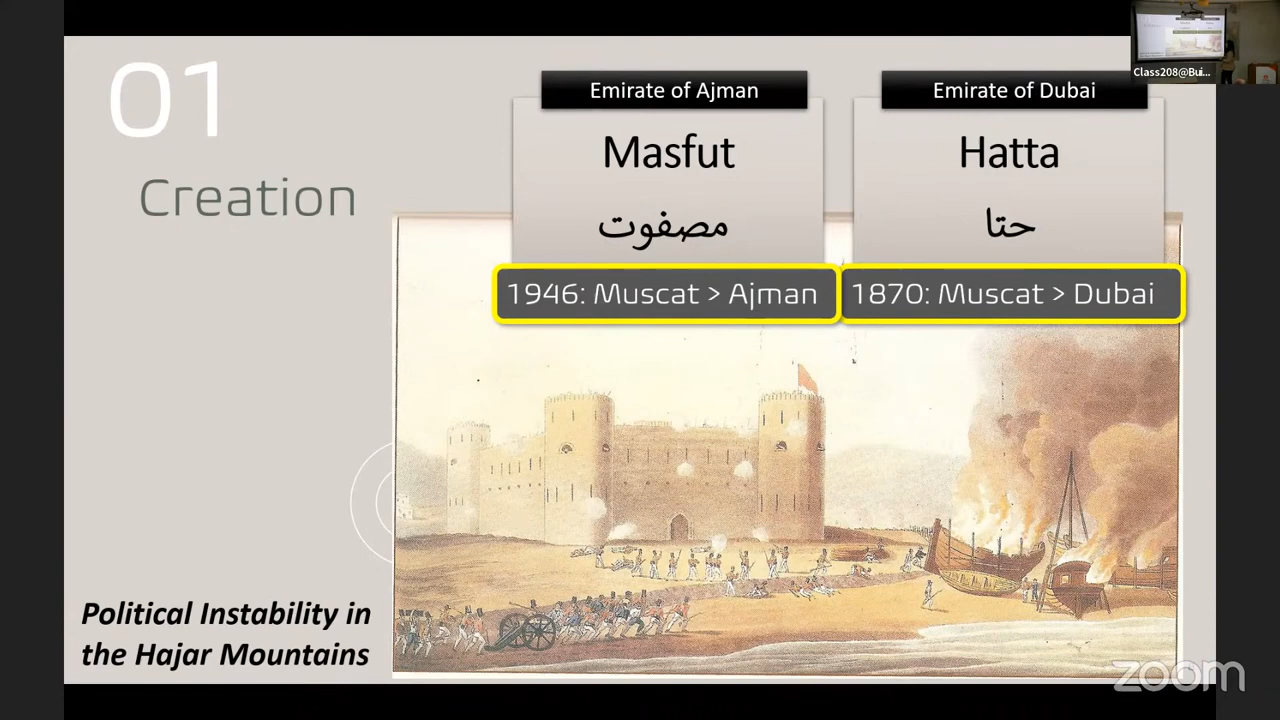 01
Creation
Emirate of Ajman
Masfut
مصفوت
1946: Muscat > Ajman
Emirate of Dubai
Hatta
حتا
1870: Muscat > Dubai
Political Instability in
the Hajar Mountains
Class208@Bui...
zoom